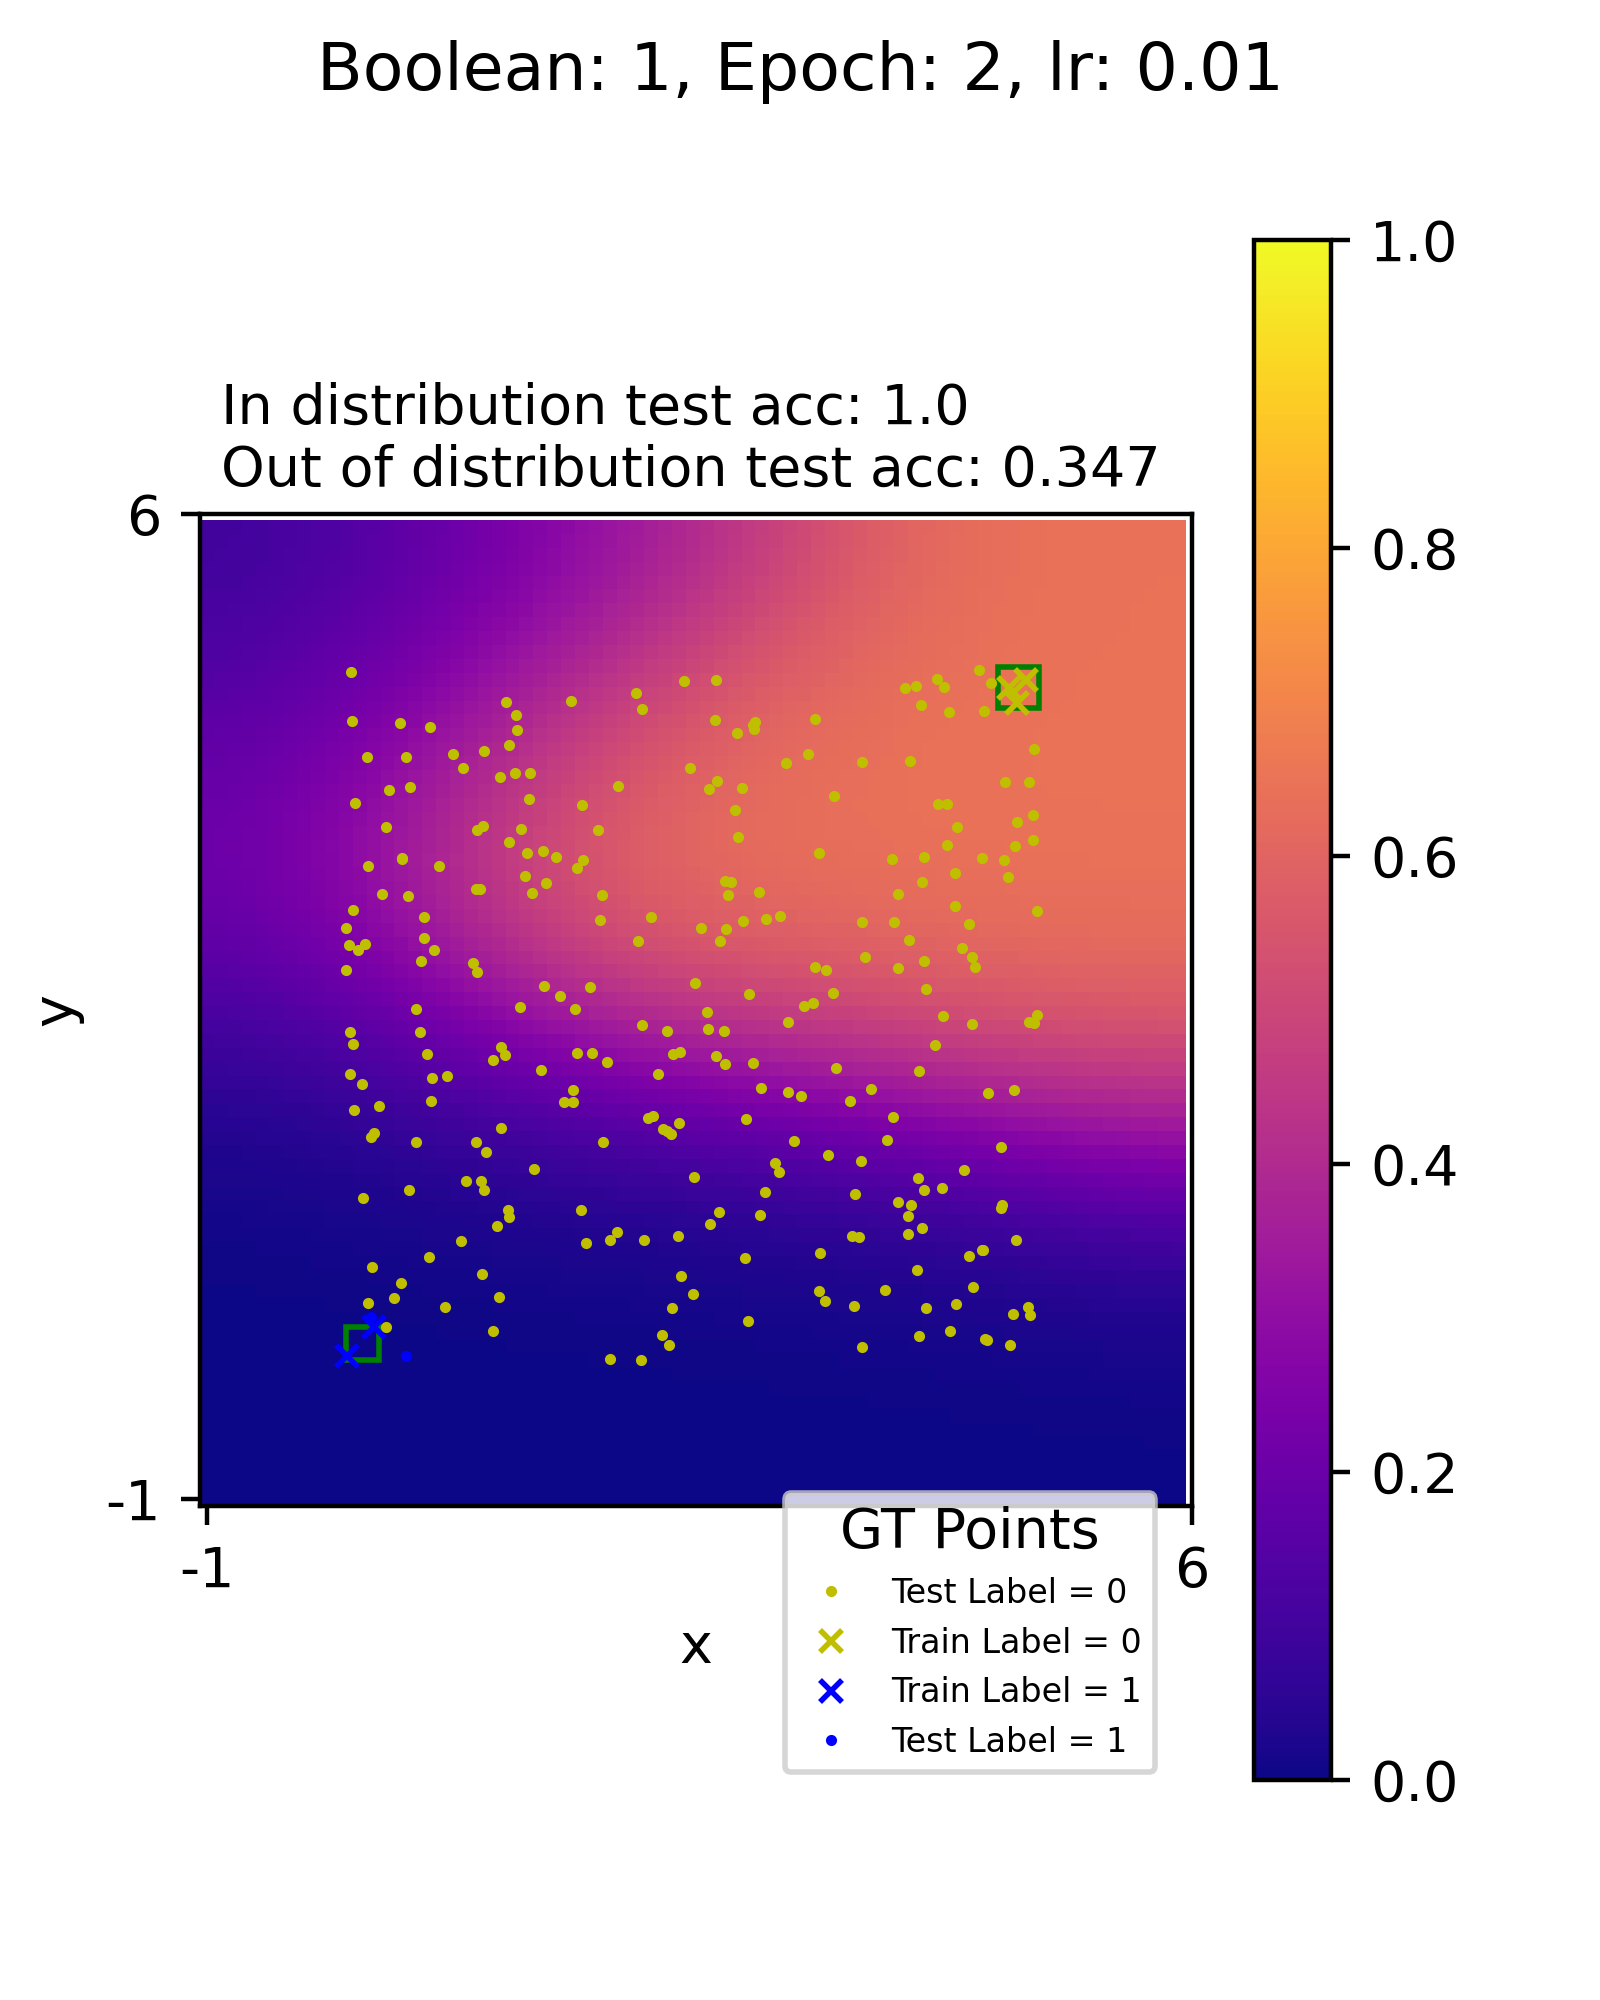 Boolean: 1, Epoch: 2, lr: 0.01
In distribution test acc: 1.0
Out of distribution test acc: 0.347
1.0
0.8
0.6
0.4
0.2
0.0
6
y
-1
-1
6
x
GT Points
Test Label = 0
Train Label = 0
Train Label = 1
Test Label = 1